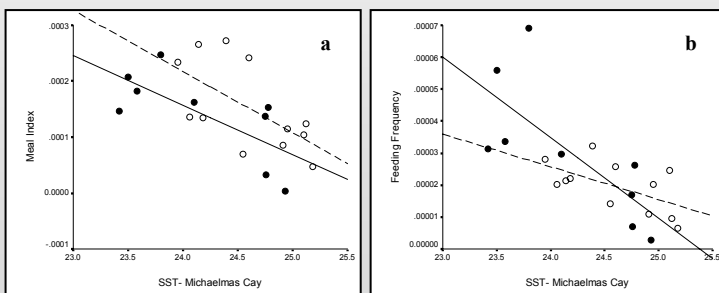 a
.0003
.0002
.0001
0.0000
-.0001
Meal Index
23.0 23.5 24.0 24.5 25.0 25.5
SST- Michaelmas Cay
b
.00007
.00006
.00005
.00004
.00003
.00002
.00001
0.00000
Feeding Frequency
23.0 23.5 24.0 24.5 25.0 25.5
SST- Michaelmas Cay